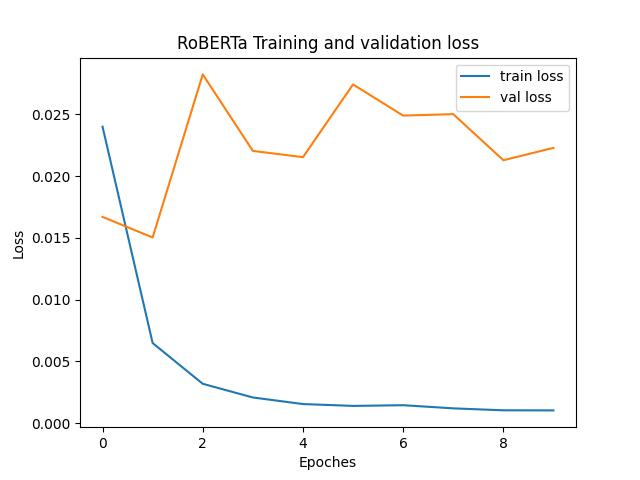 RoBERTa Training and validation loss
train loss
val loss
0.025
0.020
0.015
0.010
0.005
0.000
Loss
0 2 4 6 8
Epoches